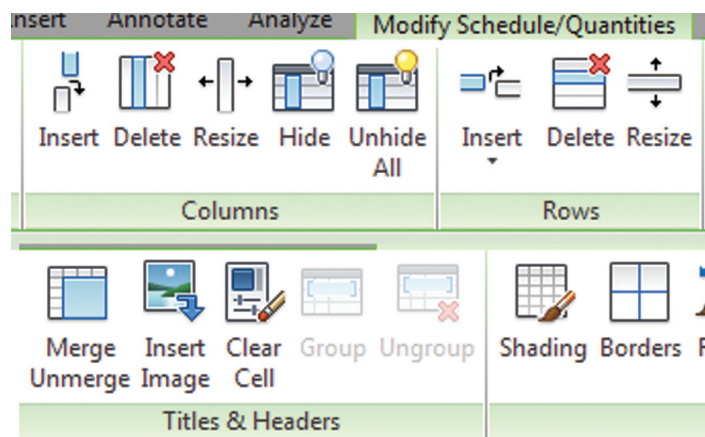 Insert Annotate Analyze Modify Schedule/Quantities
Insert Delete Resize Hide Unhide All Insert Delete Resize
Columns Rows
Merge Unmerge Insert Image Clear Cell Group Ungroup Shading Borders
Titles & Headers